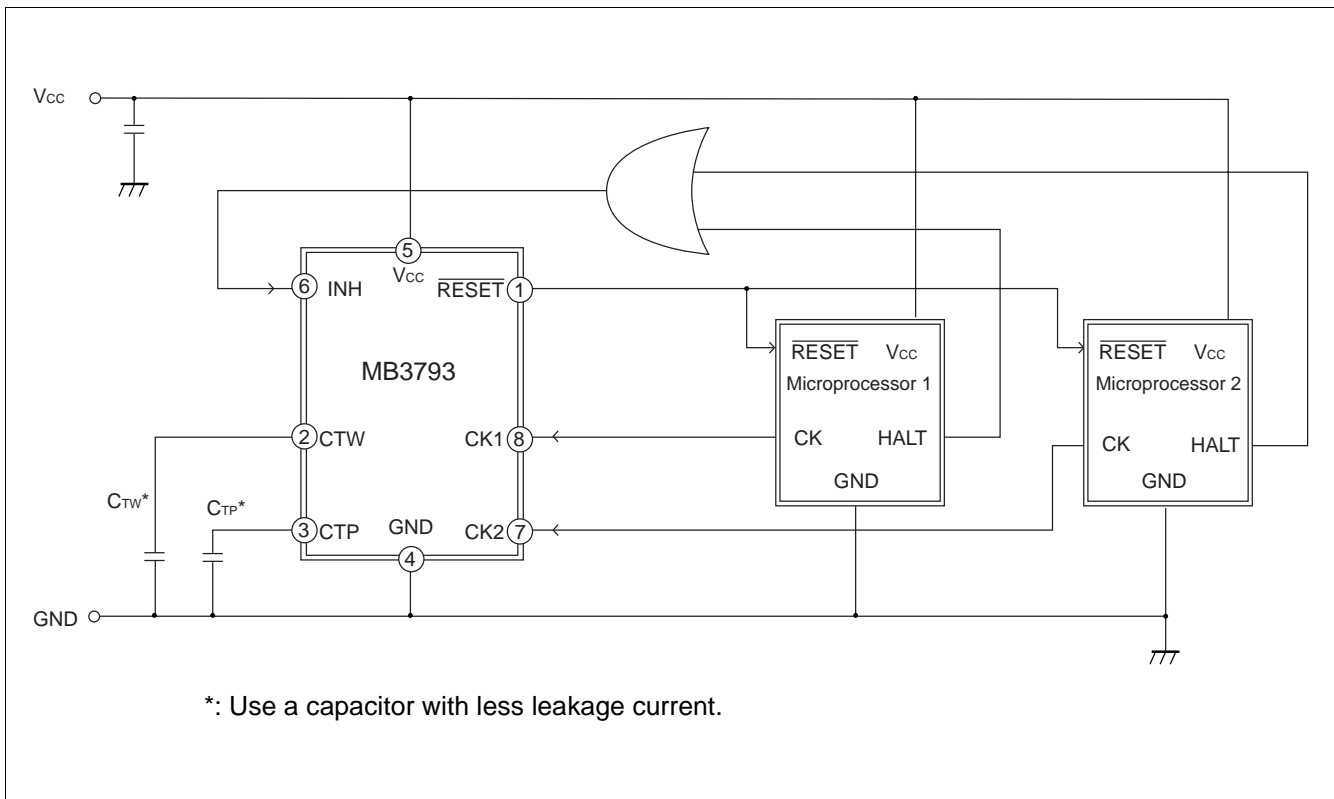 VCC
5
VCC
6
INH
RESET
1
RESET VCC
Microprocessor 1
RESET VCC
Microprocessor 2
MB3793
2
CTW
CK1
8
CK HALT
CK HALT
GND
GND
CTW*
CTP*
3
CTP
GND
CK2
7
4
GND
*: Use a capacitor with less leakage current.